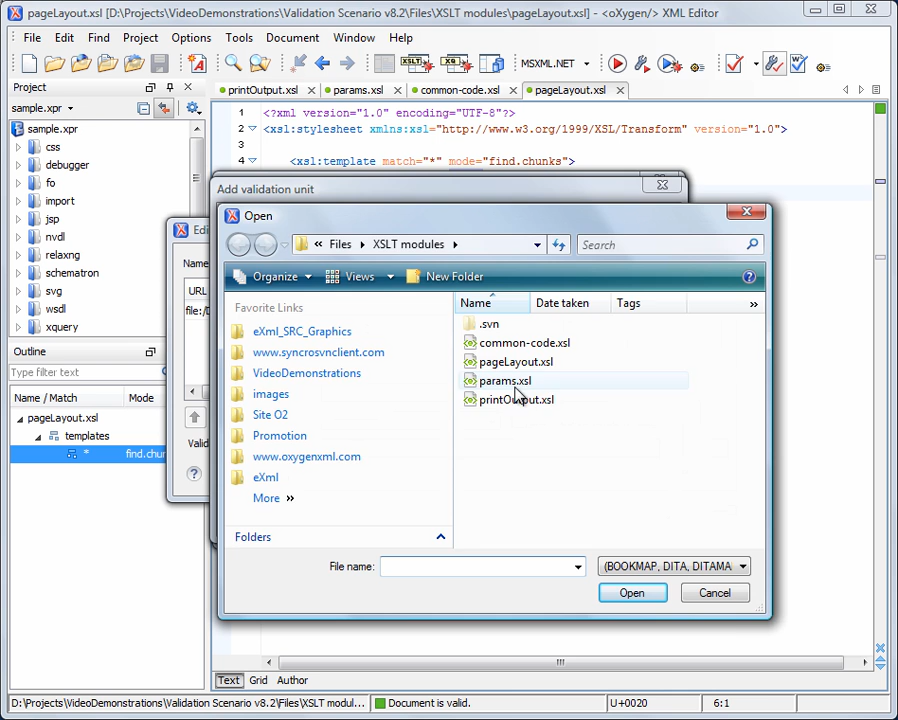 pageLayout.xsl [D:\Projects\VideoDemonstrations\Validation Scenario v8.2\Files\XSLT modules\pageLayout.xsl] - <oXygen/> XML Editor
File Edit Find Project Options Tools Document Window Help
MSXML.NET
Project
printOutput.xsl params.xsl common-code.xsl pageLayout.xsl
sample.xpr
1 <?xml version="1.0" encoding="UTF-8"?>
2 <xsl:stylesheet xmlns:xsl="http://www.w3.org/1999/XSL/Transform" version="1.0">
3
4 <xsl:template match="*" mode="find.chunks">
sample.xpr
css
debugger
fo
import
jsp
nvdl
relaxng
schematron
svg
wsdl
xquery
Outline
Type filter text
Name / Match Mode
pageLayout.xsl
templates
* find.chun
Edi
Name
URL
file:/D
Valid
Add validation unit
Open
Files XSLT modules
Search
Organize Views New Folder
Favorite Links
eXml_SRC_Graphics
www.syncrosvnclient.com
VideoDemonstrations
images
Site O2
Promotion
www.oxygenxml.com
eXml
More
Folders
Name Date taken Tags
.svn
common-code.xsl
pageLayout.xsl
params.xsl
printOutput.xsl
File name:
(BOOKMAP, DITA, DITAMA
Open Cancel
Text Grid Author
D:\Projects\VideoDemonstrations\Validation Scenario v8.2\Files\XSLT modul... Document is valid. U+0020 6:1